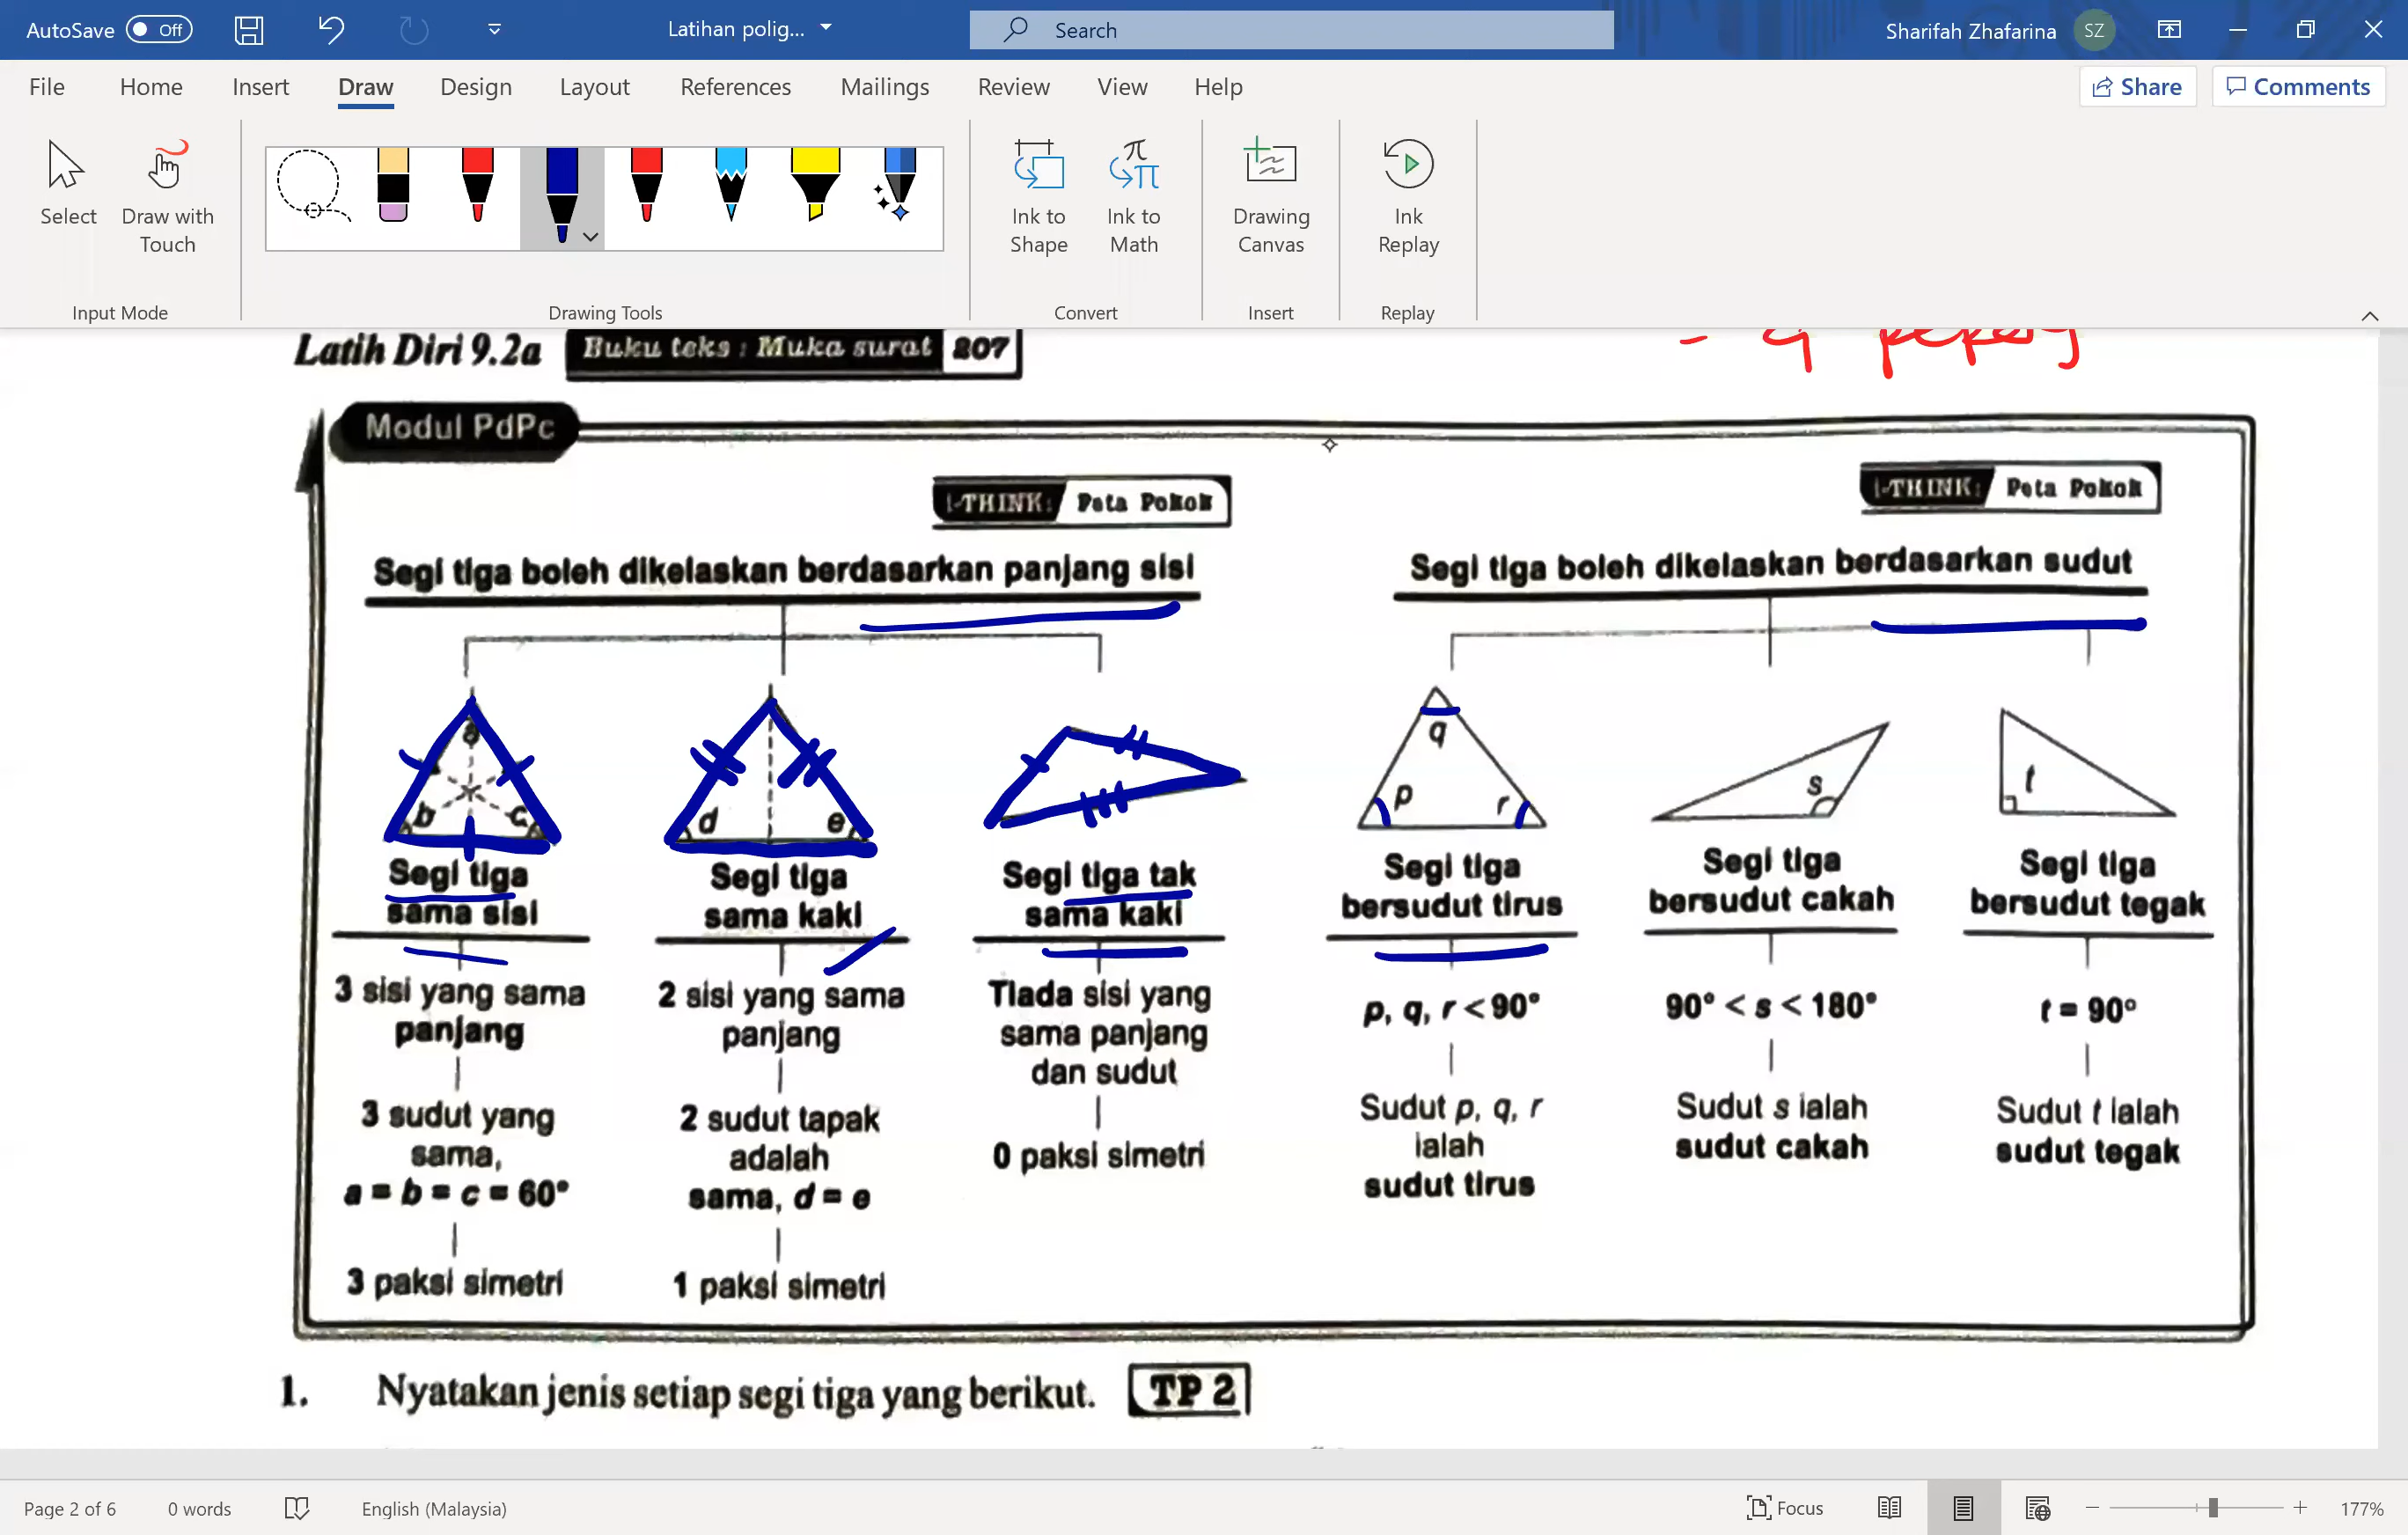 AutoSave Off
Latihan polig...
Search
Sharifah Zhafarina SZ
File Home Insert Draw Design Layout References Mailings Review View Help
Share Comments
Select
Draw with Touch
Ink to Shape
Ink to Math
Drawing Canvas
Ink Replay
Input Mode
Drawing Tools
Convert
Insert
Replay
Latih Diri 9.2a Buku teks : Muka surat 207
- 4
Modul PdPc
i-THINK: Peta Pokok
i-THINK: Peta Pokok
Segi tiga boleh dikelaskan berdasarkan panjang sisi
Segi tiga boleh dikelaskan berdasarkan sudut
a
b c
d e
q
p r
s
t
Segi tiga
sama sisi
3 sisi yang sama
panjang
3 sudut yang
sama,
a = b = c = 60°
3 paksi simetri
Segi tiga
sama kaki
2 sisi yang sama
panjang
2 sudut tapak
adalah
sama, d = e
1 paksi simetri
Segi tiga tak
sama kaki
Tiada sisi yang
sama panjang
dan sudut
0 paksi simetri
Segi tiga
bersudut tirus
p, q, r < 90°
Sudut p, q, r
ialah
sudut tirus
Segi tiga
bersudut cakah
90° < s < 180°
Sudut s ialah
sudut cakah
Segi tiga
bersudut tegak
t = 90°
Sudut t ialah
sudut tegak
1. Nyatakan jenis setiap segi tiga yang berikut. TP 2
Page 2 of 6 0 words English (Malaysia)
Focus
177%